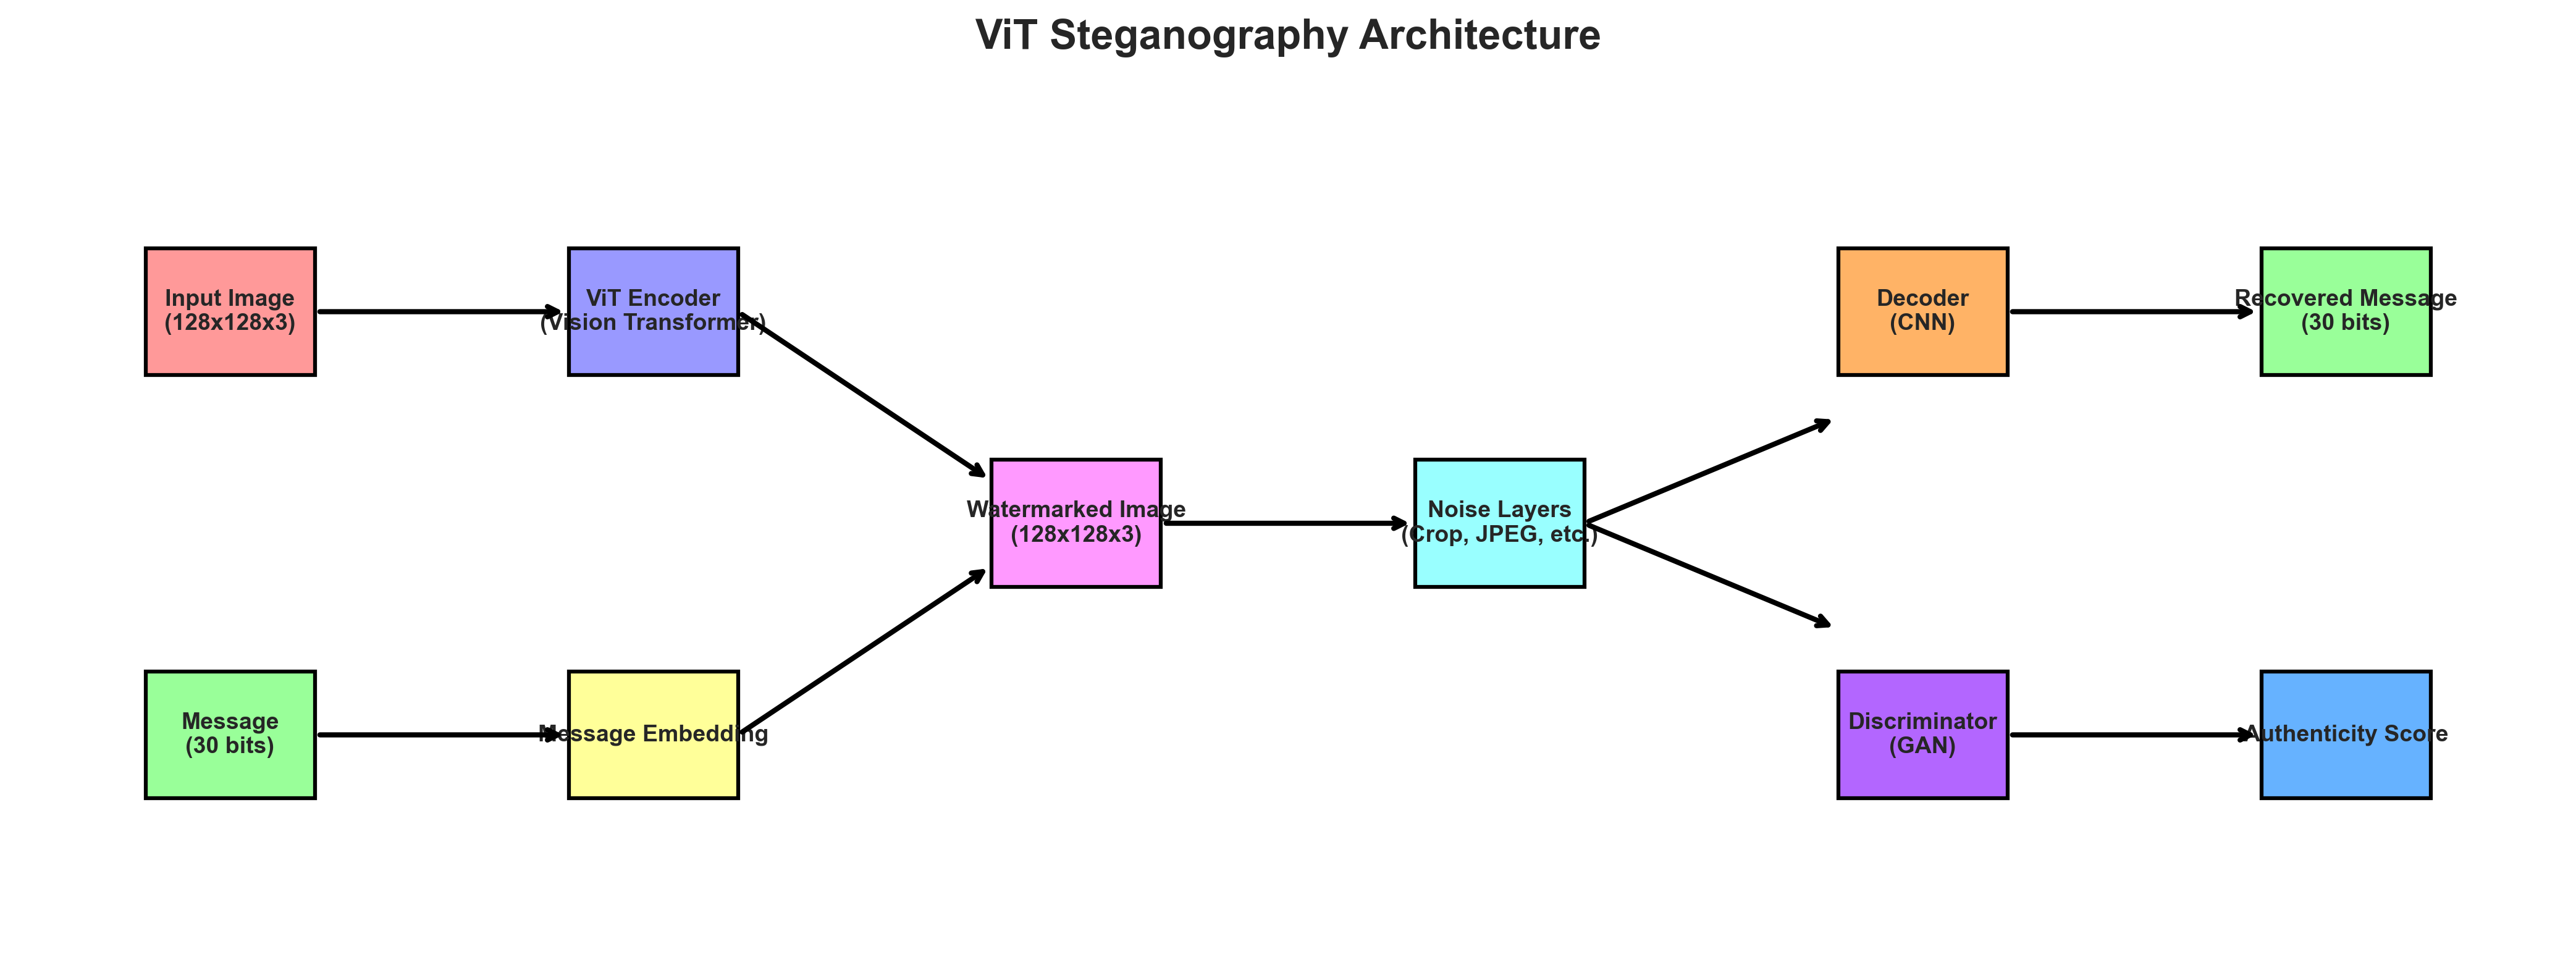 ViT Steganography Architecture
Input Image
(128x128x3)
ViT Encoder
(Vision Transformer)
Decoder
(CNN)
Recovered Message
(30 bits)
Watermarked Image
(128x128x3)
Noise Layers
(Crop, JPEG, etc.)
Message
(30 bits)
Message Embedding
Discriminator
(GAN)
Authenticity Score